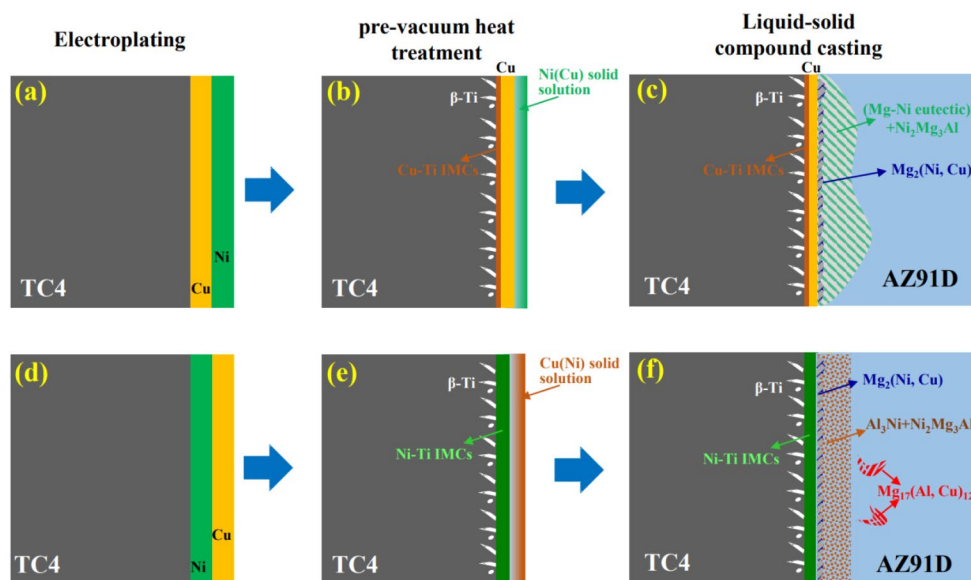 Electroplating
pre-vacuum heat
treatment
Liquid-solid
compound casting
(a)
Cu
Ni
TC4
(b)
β-Ti
Cu
Ni(Cu) solid
solution
Cu-Ti IMCs
TC4
(c)
β-Ti
Cu
(Mg-Ni eutectic)
+Ni₂Mg₃Al
Cu-Ti IMCs
Mg₂(Ni, Cu)
TC4
AZ91D
(d)
Cu
Ni
TC4
(e)
β-Ti
Cu(Ni) solid
solution
Ni-Ti IMCs
TC4
(f)
β-Ti
Mg₂(Ni, Cu)
Al₃Ni+Ni₂Mg₃Al
Ni-Ti IMCs
Mg₁₇(Al, Cu)₁₂
TC4
AZ91D